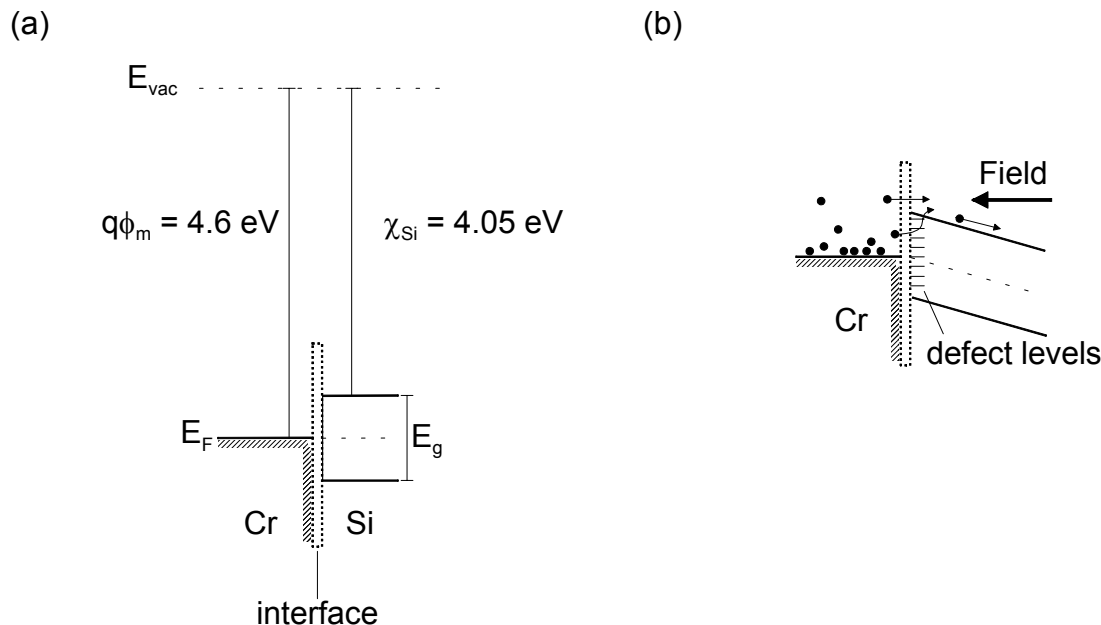 (a)
E_vac
qϕ_m = 4.6 eV
χ_Si = 4.05 eV
E_F
E_g
Cr
Si
interface
(b)
Field
Cr
defect levels